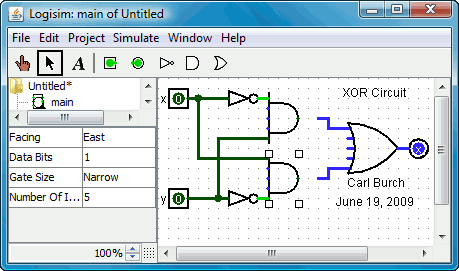 Logisim: main of Untitled
File Edit Project Simulate Window Help
A
Untitled*
main
Facing East
Data Bits 1
Gate Size Narrow
Number Of I... 5
100%
x 0
XOR Circuit
x
Carl Burch
y 0
June 19, 2009